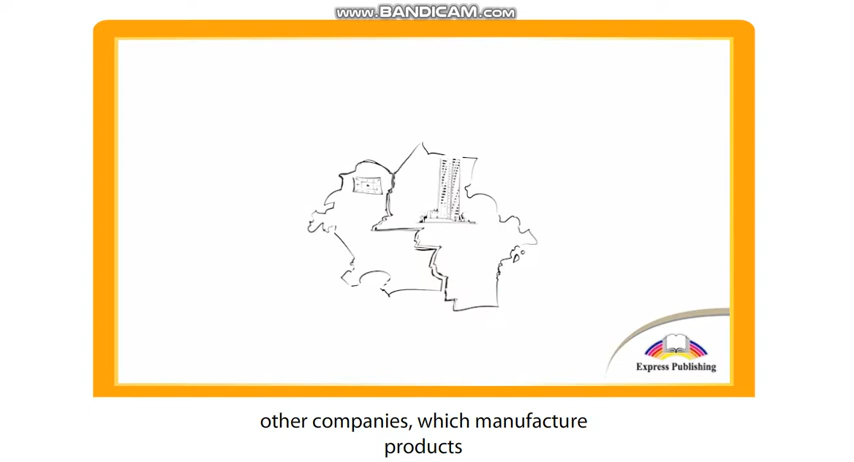 www.BANDICAM.com
Express Publishing
other companies, which manufacture
products